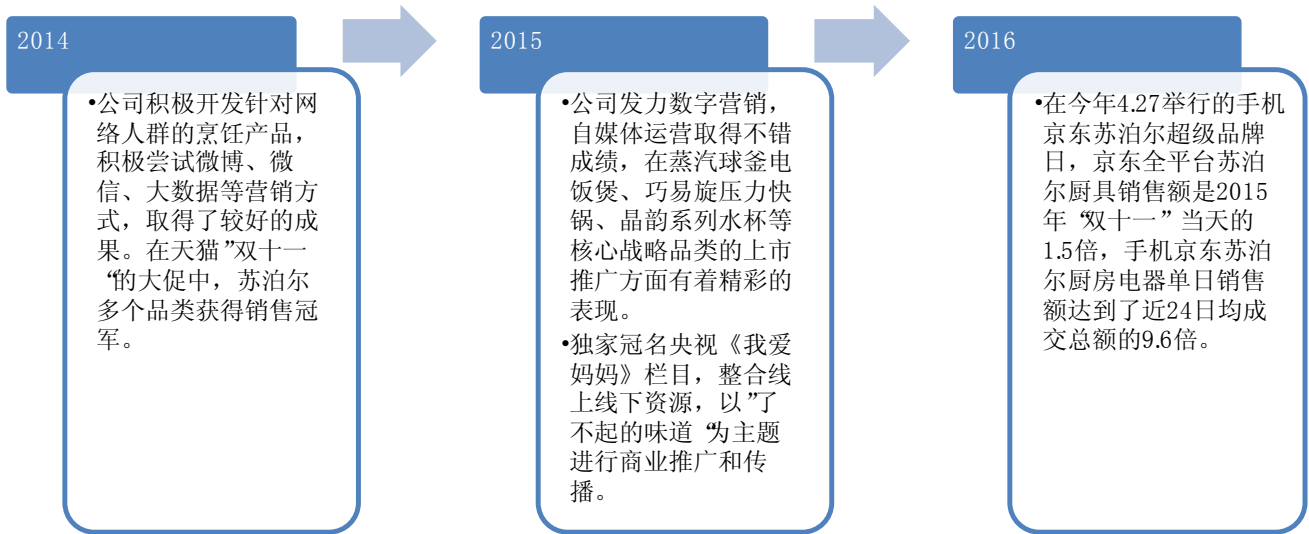 2014
•公司积极开发针对网
络人群的烹饪产品，
积极尝试微博、微
信、大数据等营销方
式，取得了较好的成
果。在天猫”双十一
“的大促中，苏泊尔
多个品类获得销售冠
军。
2015
•公司发力数字营销，
自媒体运营取得不错
成绩，在蒸汽球釜电
饭煲、巧易旋压力快
锅、晶韵系列水杯等
核心战略品类的上市
推广方面有着精彩的
表现。
•独家冠名央视《我爱
妈妈》栏目，整合线
上线下资源，以”了
不起的味道“为主题
进行商业推广和传
播。
2016
•在今年4.27举行的手机
京东苏泊尔超级品牌
日，京东全平台苏泊
尔厨具销售额是2015
年“双十一”当天的
1.5倍，手机京东苏泊
尔厨房电器单日销售
额达到了近24日均成
交总额的9.6倍。